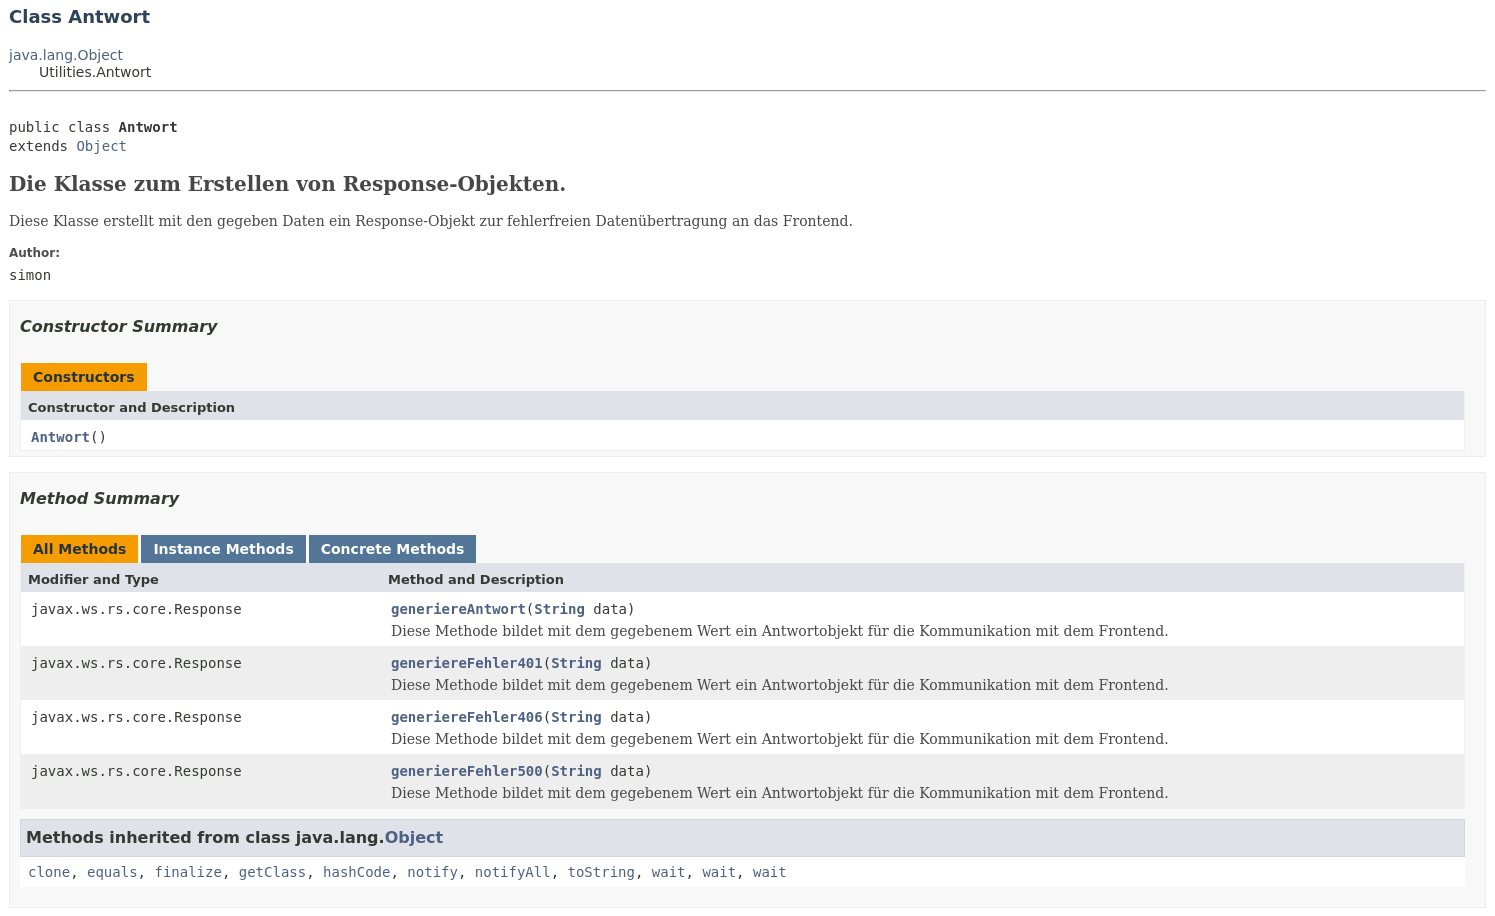 Class Antwort
java.lang.Object
Utilities.Antwort
public class Antwort
extends Object
Die Klasse zum Erstellen von Response-Objekten.
Diese Klasse erstellt mit den gegeben Daten ein Response-Objekt zur fehlerfreien Datenübertragung an das Frontend.
Author:
simon
Constructor Summary
Constructors
Constructor and Description
Antwort()
Method Summary
All Methods Instance Methods Concrete Methods
Modifier and Type Method and Description
javax.ws.rs.core.Response generiereAntwort(String data)
Diese Methode bildet mit dem gegebenem Wert ein Antwortobjekt für die Kommunikation mit dem Frontend.
javax.ws.rs.core.Response generiereFehler401(String data)
Diese Methode bildet mit dem gegebenem Wert ein Antwortobjekt für die Kommunikation mit dem Frontend.
javax.ws.rs.core.Response generiereFehler406(String data)
Diese Methode bildet mit dem gegebenem Wert ein Antwortobjekt für die Kommunikation mit dem Frontend.
javax.ws.rs.core.Response generiereFehler500(String data)
Diese Methode bildet mit dem gegebenem Wert ein Antwortobjekt für die Kommunikation mit dem Frontend.
Methods inherited from class java.lang.Object
clone, equals, finalize, getClass, hashCode, notify, notifyAll, toString, wait, wait, wait